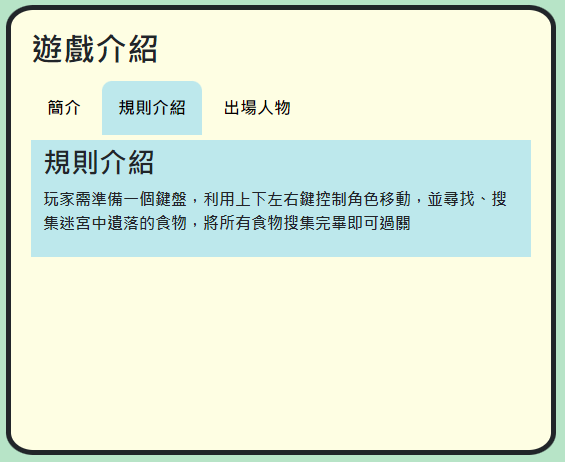 遊戲介紹
簡介 規則介紹 出場人物
規則介紹
玩家需準備一個鍵盤，利用上下左右鍵控制角色移動，並尋找、搜
集迷宮中遺落的食物，將所有食物搜集完畢即可過關